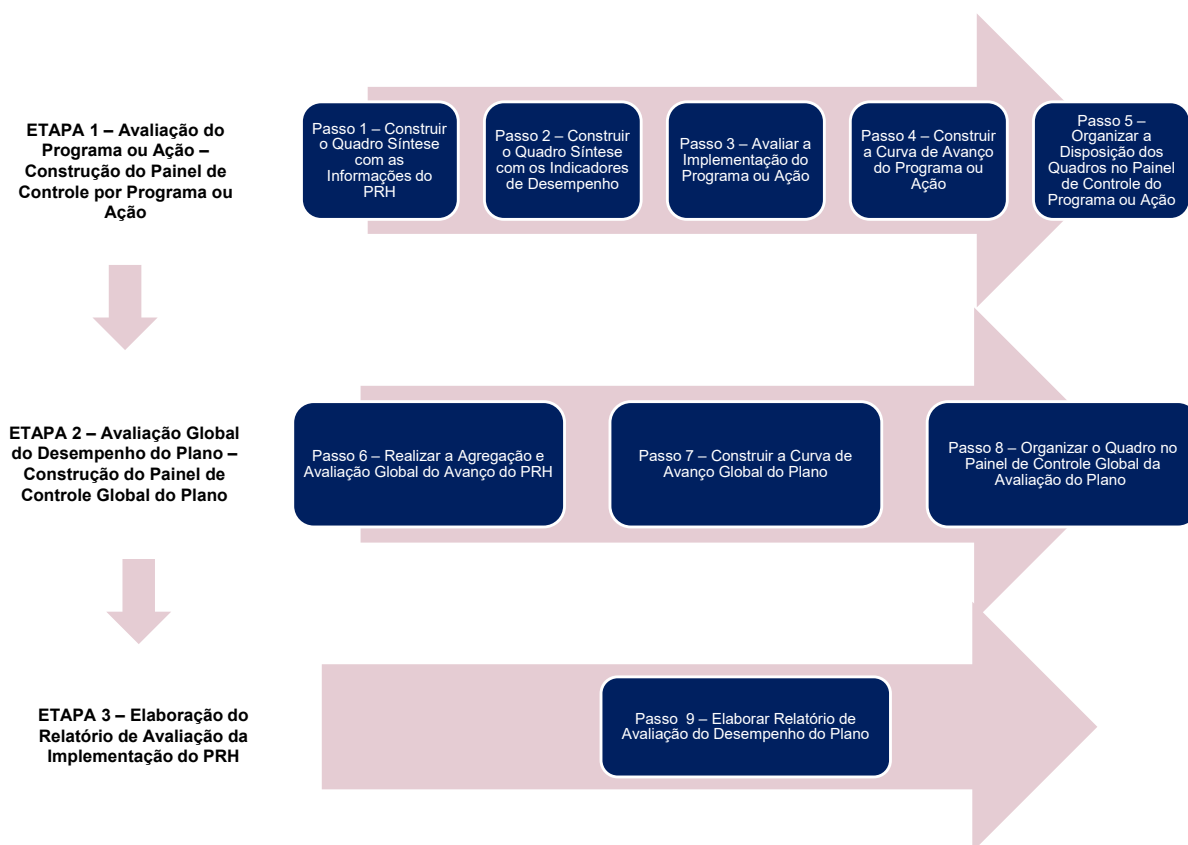 ETAPA 1 – Avaliação do
Programa ou Ação –
Construção do Painel de
Controle por Programa ou
Ação
Passo 1 – Construir
o Quadro Síntese
com as
Informações do
PRH
Passo 2 – Construir
o Quadro Síntese
com os Indicadores
de Desempenho
Passo 3 – Avaliar a
Implementação do
Programa ou Ação
Passo 4 – Construir
a Curva de Avanço
do Programa ou
Ação
Passo 5 –
Organizar a
Disposição dos
Quadros no Painel
de Controle do
Programa ou Ação
ETAPA 2 – Avaliação Global
do Desempenho do Plano –
Construção do Painel de
Controle Global do Plano
Passo 6 – Realizar a Agregação e
Avaliação Global do Avanço do PRH
Passo 7 – Construir a Curva de
Avanço Global do Plano
Passo 8 – Organizar o Quadro no
Painel de Controle Global da
Avaliação do Plano
ETAPA 3 – Elaboração do
Relatório de Avaliação da
Implementação do PRH
Passo 9 – Elaborar Relatório de
Avaliação do Desempenho do Plano